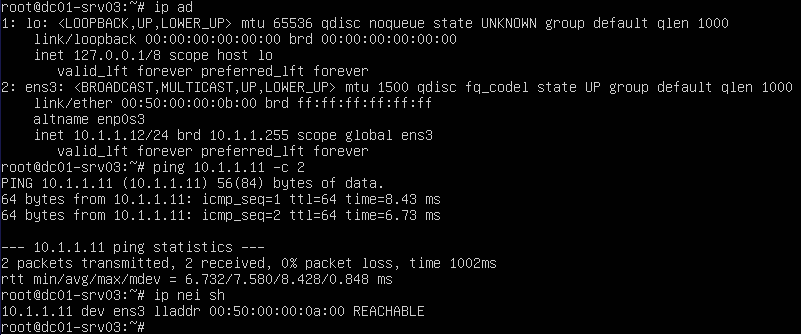 root@dc01-srv03:~# ip ad
1: lo: <LOOPBACK,UP,LOWER_UP> mtu 65536 qdisc noqueue state UNKNOWN group default qlen 1000
    link/loopback 00:00:00:00:00:00 brd 00:00:00:00:00:00
    inet 127.0.0.1/8 scope host lo
       valid_lft forever preferred_lft forever
2: ens3: <BROADCAST,MULTICAST,UP,LOWER_UP> mtu 1500 qdisc fq_codel state UP group default qlen 1000
    link/ether 00:50:00:00:0b:00 brd ff:ff:ff:ff:ff:ff
    altname enp0s3
    inet 10.1.1.12/24 brd 10.1.1.255 scope global ens3
       valid_lft forever preferred_lft forever
root@dc01-srv03:~# ping 10.1.1.11 -c 2
PING 10.1.1.11 (10.1.1.11) 56(84) bytes of data.
64 bytes from 10.1.1.11: icmp_seq=1 ttl=64 time=8.43 ms
64 bytes from 10.1.1.11: icmp_seq=2 ttl=64 time=6.73 ms

--- 10.1.1.11 ping statistics ---
2 packets transmitted, 2 received, 0% packet loss, time 1002ms
rtt min/avg/max/mdev = 6.732/7.580/8.428/0.848 ms
root@dc01-srv03:~# ip nei sh
10.1.1.11 dev ens3 lladdr 00:50:00:00:0a:00 REACHABLE
root@dc01-srv03:~#